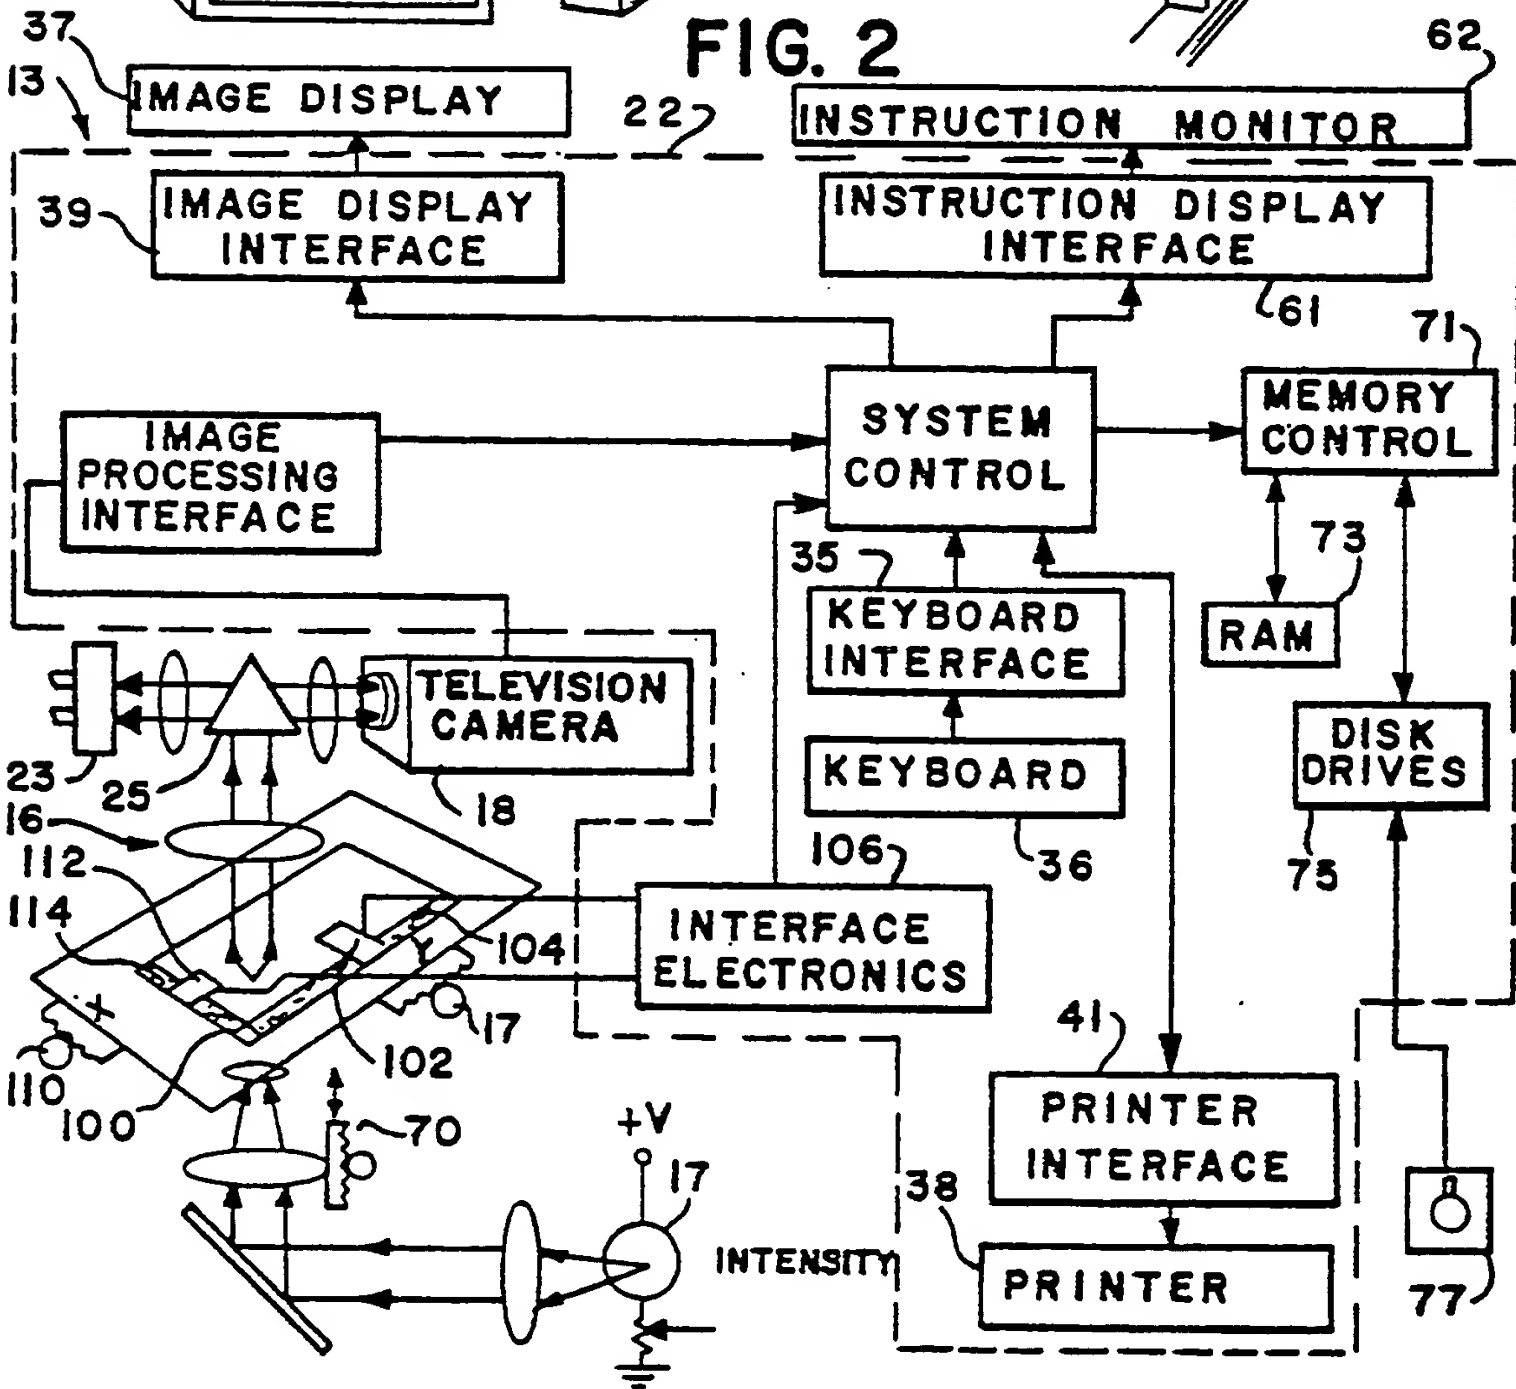 FIG. 2
37
62
13
IMAGE DISPLAY
22
INSTRUCTION MONITOR
39
IMAGE DISPLAY
INTERFACE
INSTRUCTION DISPLAY
INTERFACE
61
71
IMAGE
PROCESSING
INTERFACE
SYSTEM
CONTROL
MEMORY
CONTROL
35
73
KEYBOARD
INTERFACE
RAM
TELEVISION
CAMERA
KEYBOARD
DISK
DRIVES
23
25
18
16
36
75
112
106
114
104
INTERFACE
ELECTRONICS
Y
X
17
102
41
110
100
70
PRINTER
INTERFACE
+V
17
38
INTENSITY
PRINTER
77